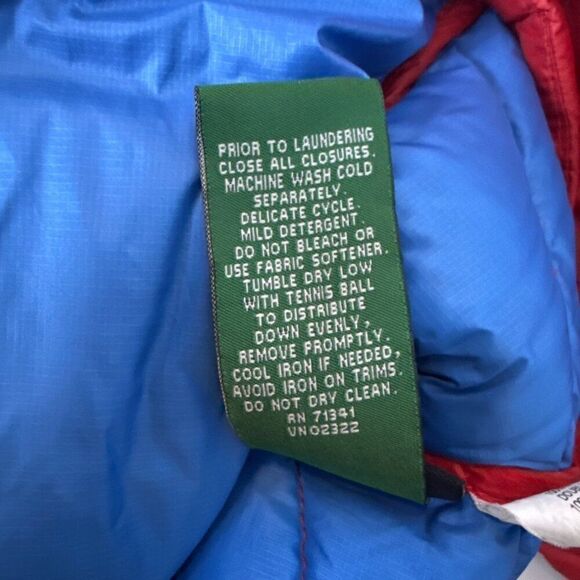 PRIOR TO LAUNDERING
CLOSE ALL CLOSURES.
MACHINE WASH COLD
SEPARATELY.
DELICATE CYCLE.
MILD DETERGENT.
DO NOT BLEACH OR
USE FABRIC SOFTENER.
TUMBLE DRY LOW
WITH TENNIS BALL
TO DISTRIBUTE
DOWN EVENLY,
REMOVE PROMPTLY.
COOL IRON IF NEEDED,
AVOID IRON ON TRIMS.
DO NOT DRY CLEAN.
RN 71341
VN02322